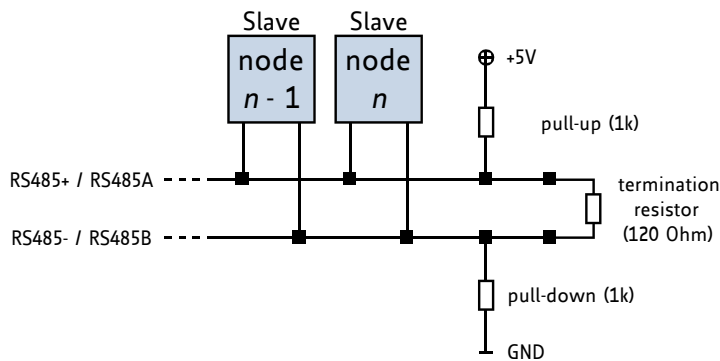 Slave
node
n - 1
Slave
node
n
+5V
pull-up (1k)
RS485+ / RS485A
termination
resistor
(120 Ohm)
RS485- / RS485B
pull-down (1k)
GND